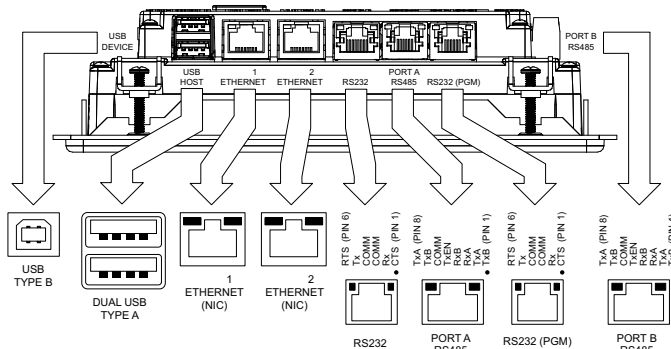 USB
DEVICE
PORT B
RS485
USB
HOST
1
ETHERNET
2
ETHERNET
RS232
PORT A
RS485
RS232 (PGM)
USB
TYPE B
DUAL USB
TYPE A
1
ETHERNET
(NIC)
2
ETHERNET
(NIC)
RTS (PIN 6)
Tx
COMM
COMM
Rx
CTS (PIN 1)
RS232
TxA (PIN 8)
TxB
COMM
TxEN
RxB
RxA
TxA
TxB (PIN 1)
PORT A
RS485
RTS (PIN 6)
Tx
COMM
COMM
Rx
CTS (PIN 1)
RS232 (PGM)
TxA (PIN 8)
TxB
COMM
TxEN
RxB
RxA
TxA
PORT B
RS485